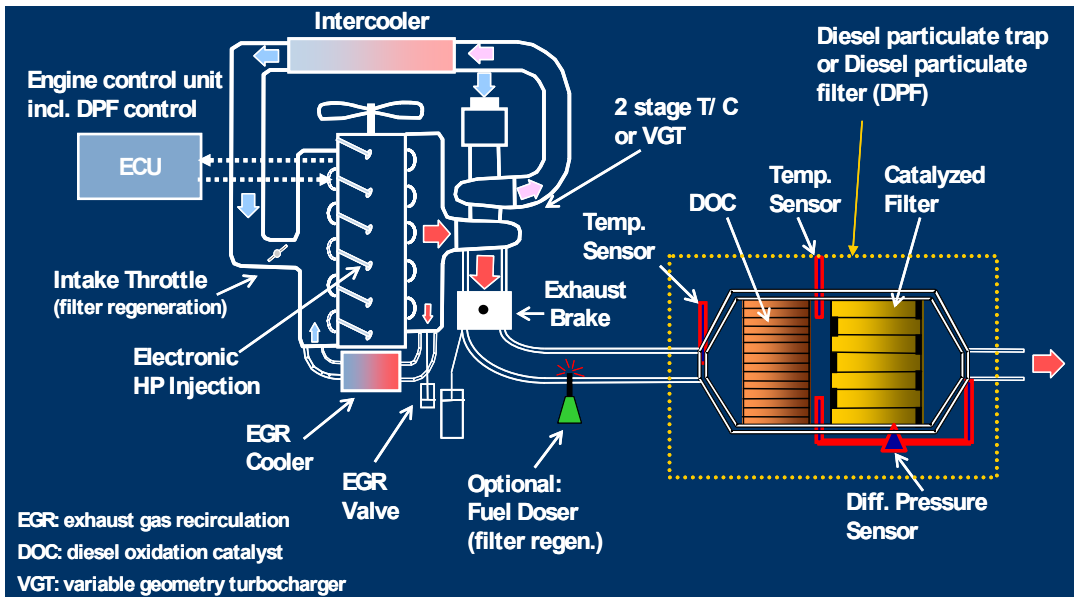 Intercooler
Engine control unit
incl. DPF control
ECU
2 stage T/ C
or VGT
Diesel particulate trap
or Diesel particulate
filter (DPF)
Temp.
Sensor
DOC
Temp.
Sensor
Catalyzed
Filter
Intake Throttle
(filter regeneration)
Exhaust
Brake
Electronic
HP Injection
EGR
Cooler
EGR
Valve
Optional:
Fuel Doser
(filter regen.)
Diff. Pressure
Sensor
EGR: exhaust gas recirculation
DOC: diesel oxidation catalyst
VGT: variable geometry turbocharger